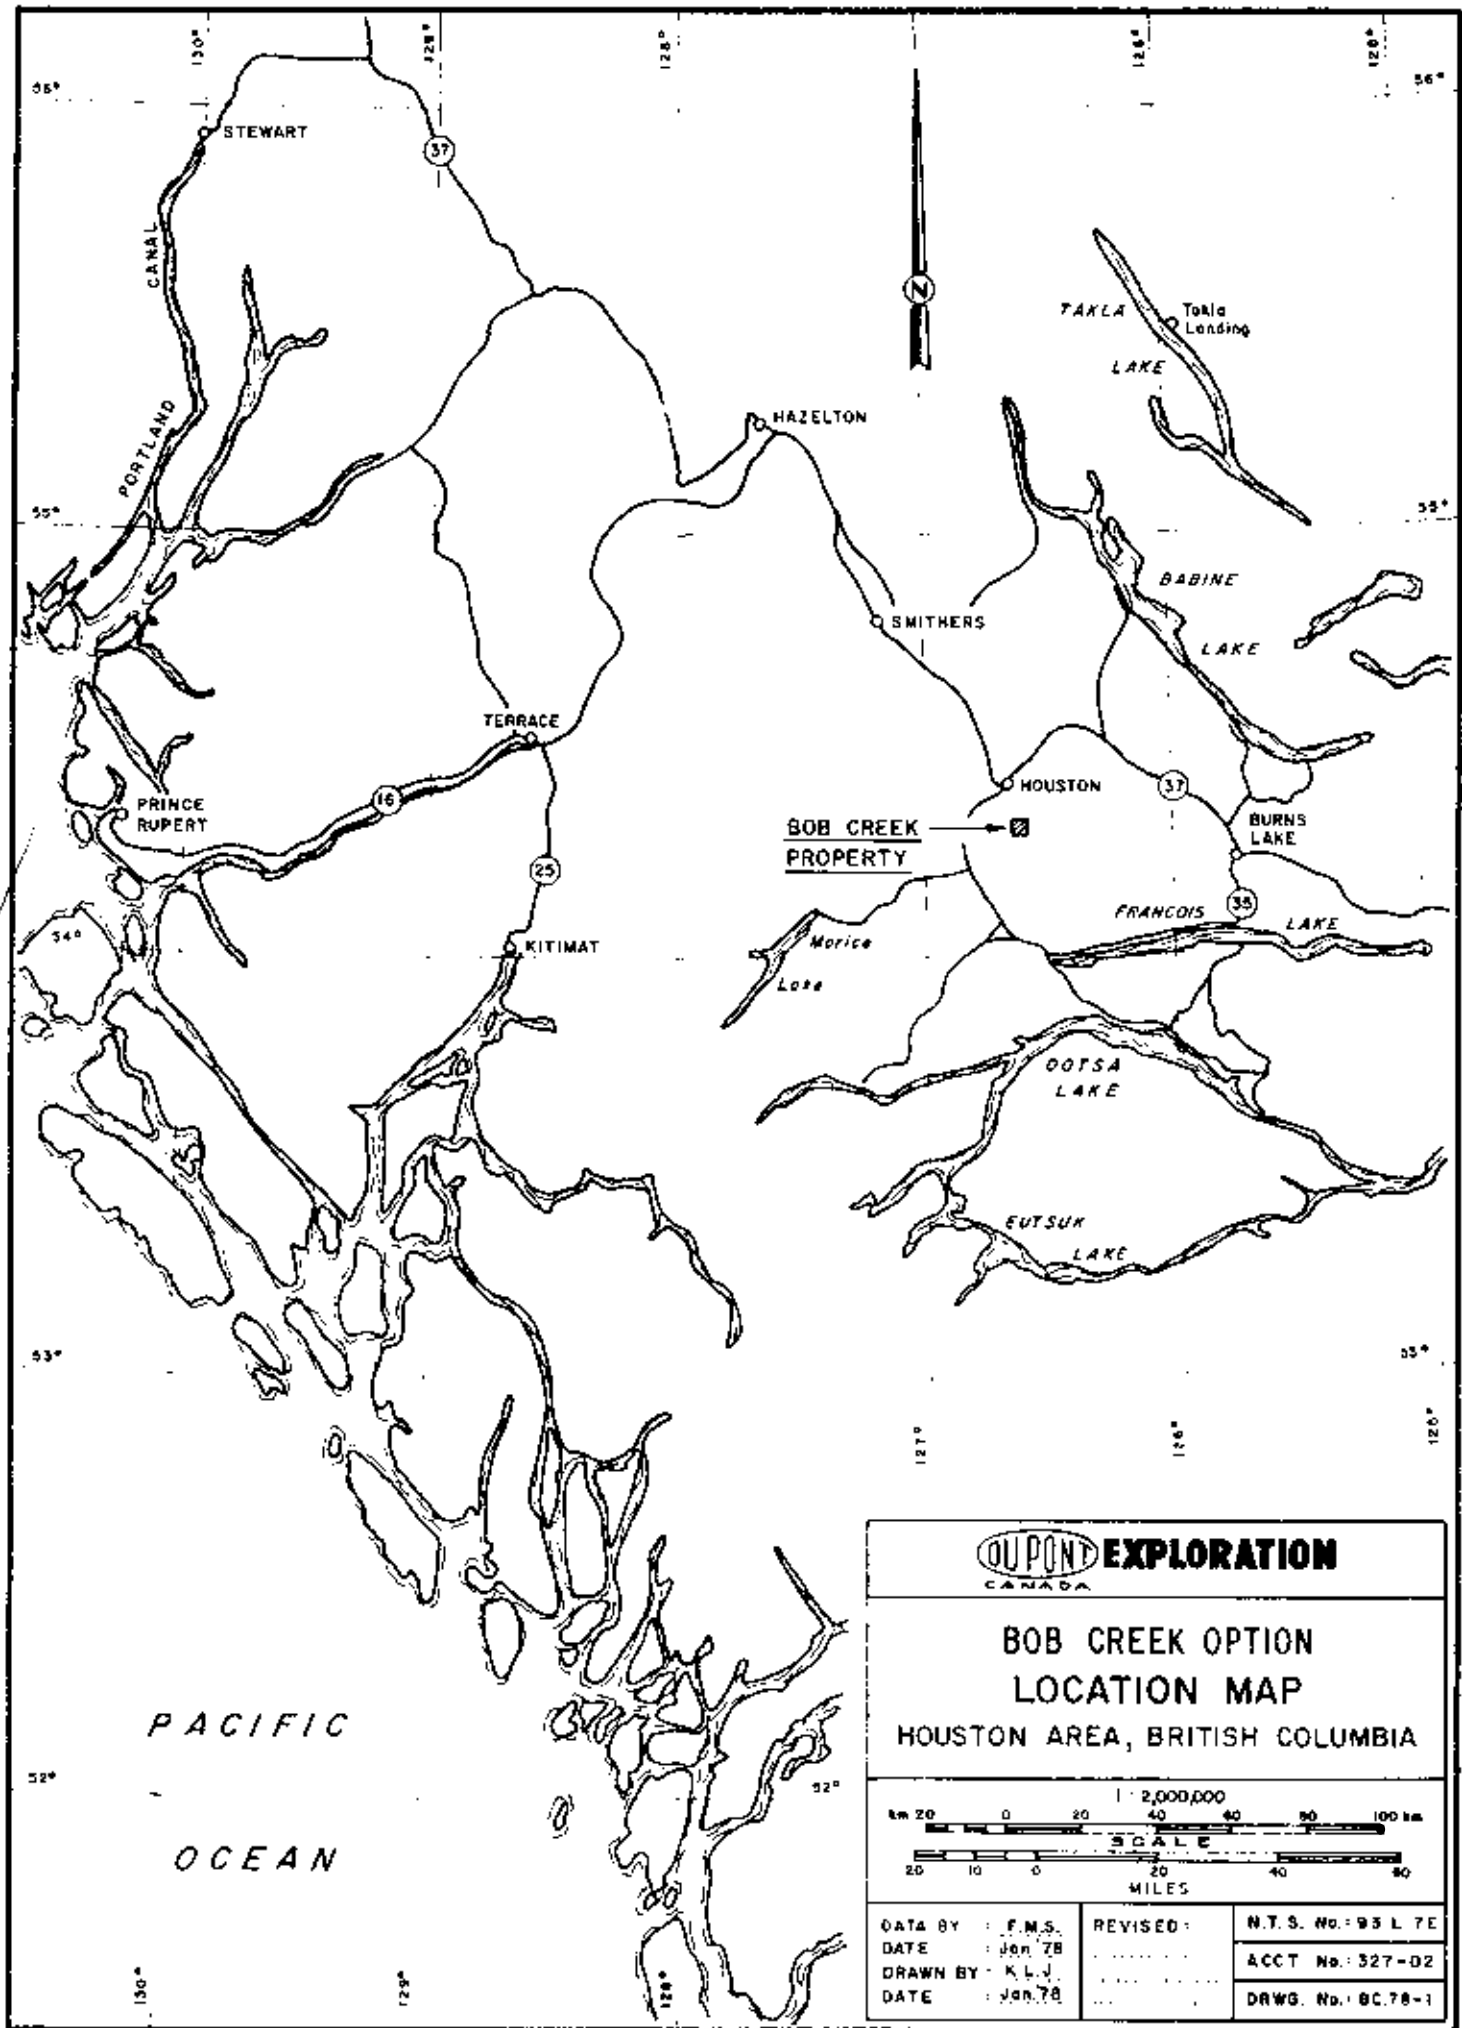 130°
129°
128°
126°
56°
56°
STEWART
37
CANAL
PORTLAND
N
TAKLA
LAKE
Takla
Landing
HAZELTON
55°
55°
BABINE
LAKE
SMITHERS
TERRACE
HOUSTON
37
16
PRINCE
RUPERT
BURNS
LAKE
BOB CREEK
PROPERTY
25
35
FRANCOIS LAKE
54°
KITIMAT
Morice
Lake
OOTSA
LAKE
EUTSUK
LAKE
53°
53°
127°
126°
125°
DUPONT EXPLORATION
CANADA
BOB CREEK OPTION
LOCATION MAP
HOUSTON AREA, BRITISH COLUMBIA
PACIFIC
OCEAN
52°
52°
1:2,000,000
km 20 0 20 40 60 80 100 km
SCALE
20 10 0 20 40 60
MILES
DATA BY : F.M.S.
DATE : Jan 78
DRAWN BY : K.L.J.
DATE : Jan. 78
REVISED:
N.T.S. No.: 93 L 7E
ACCT No.: 327-02
DRWG. No.: BC.78-1
130°
129°
128°